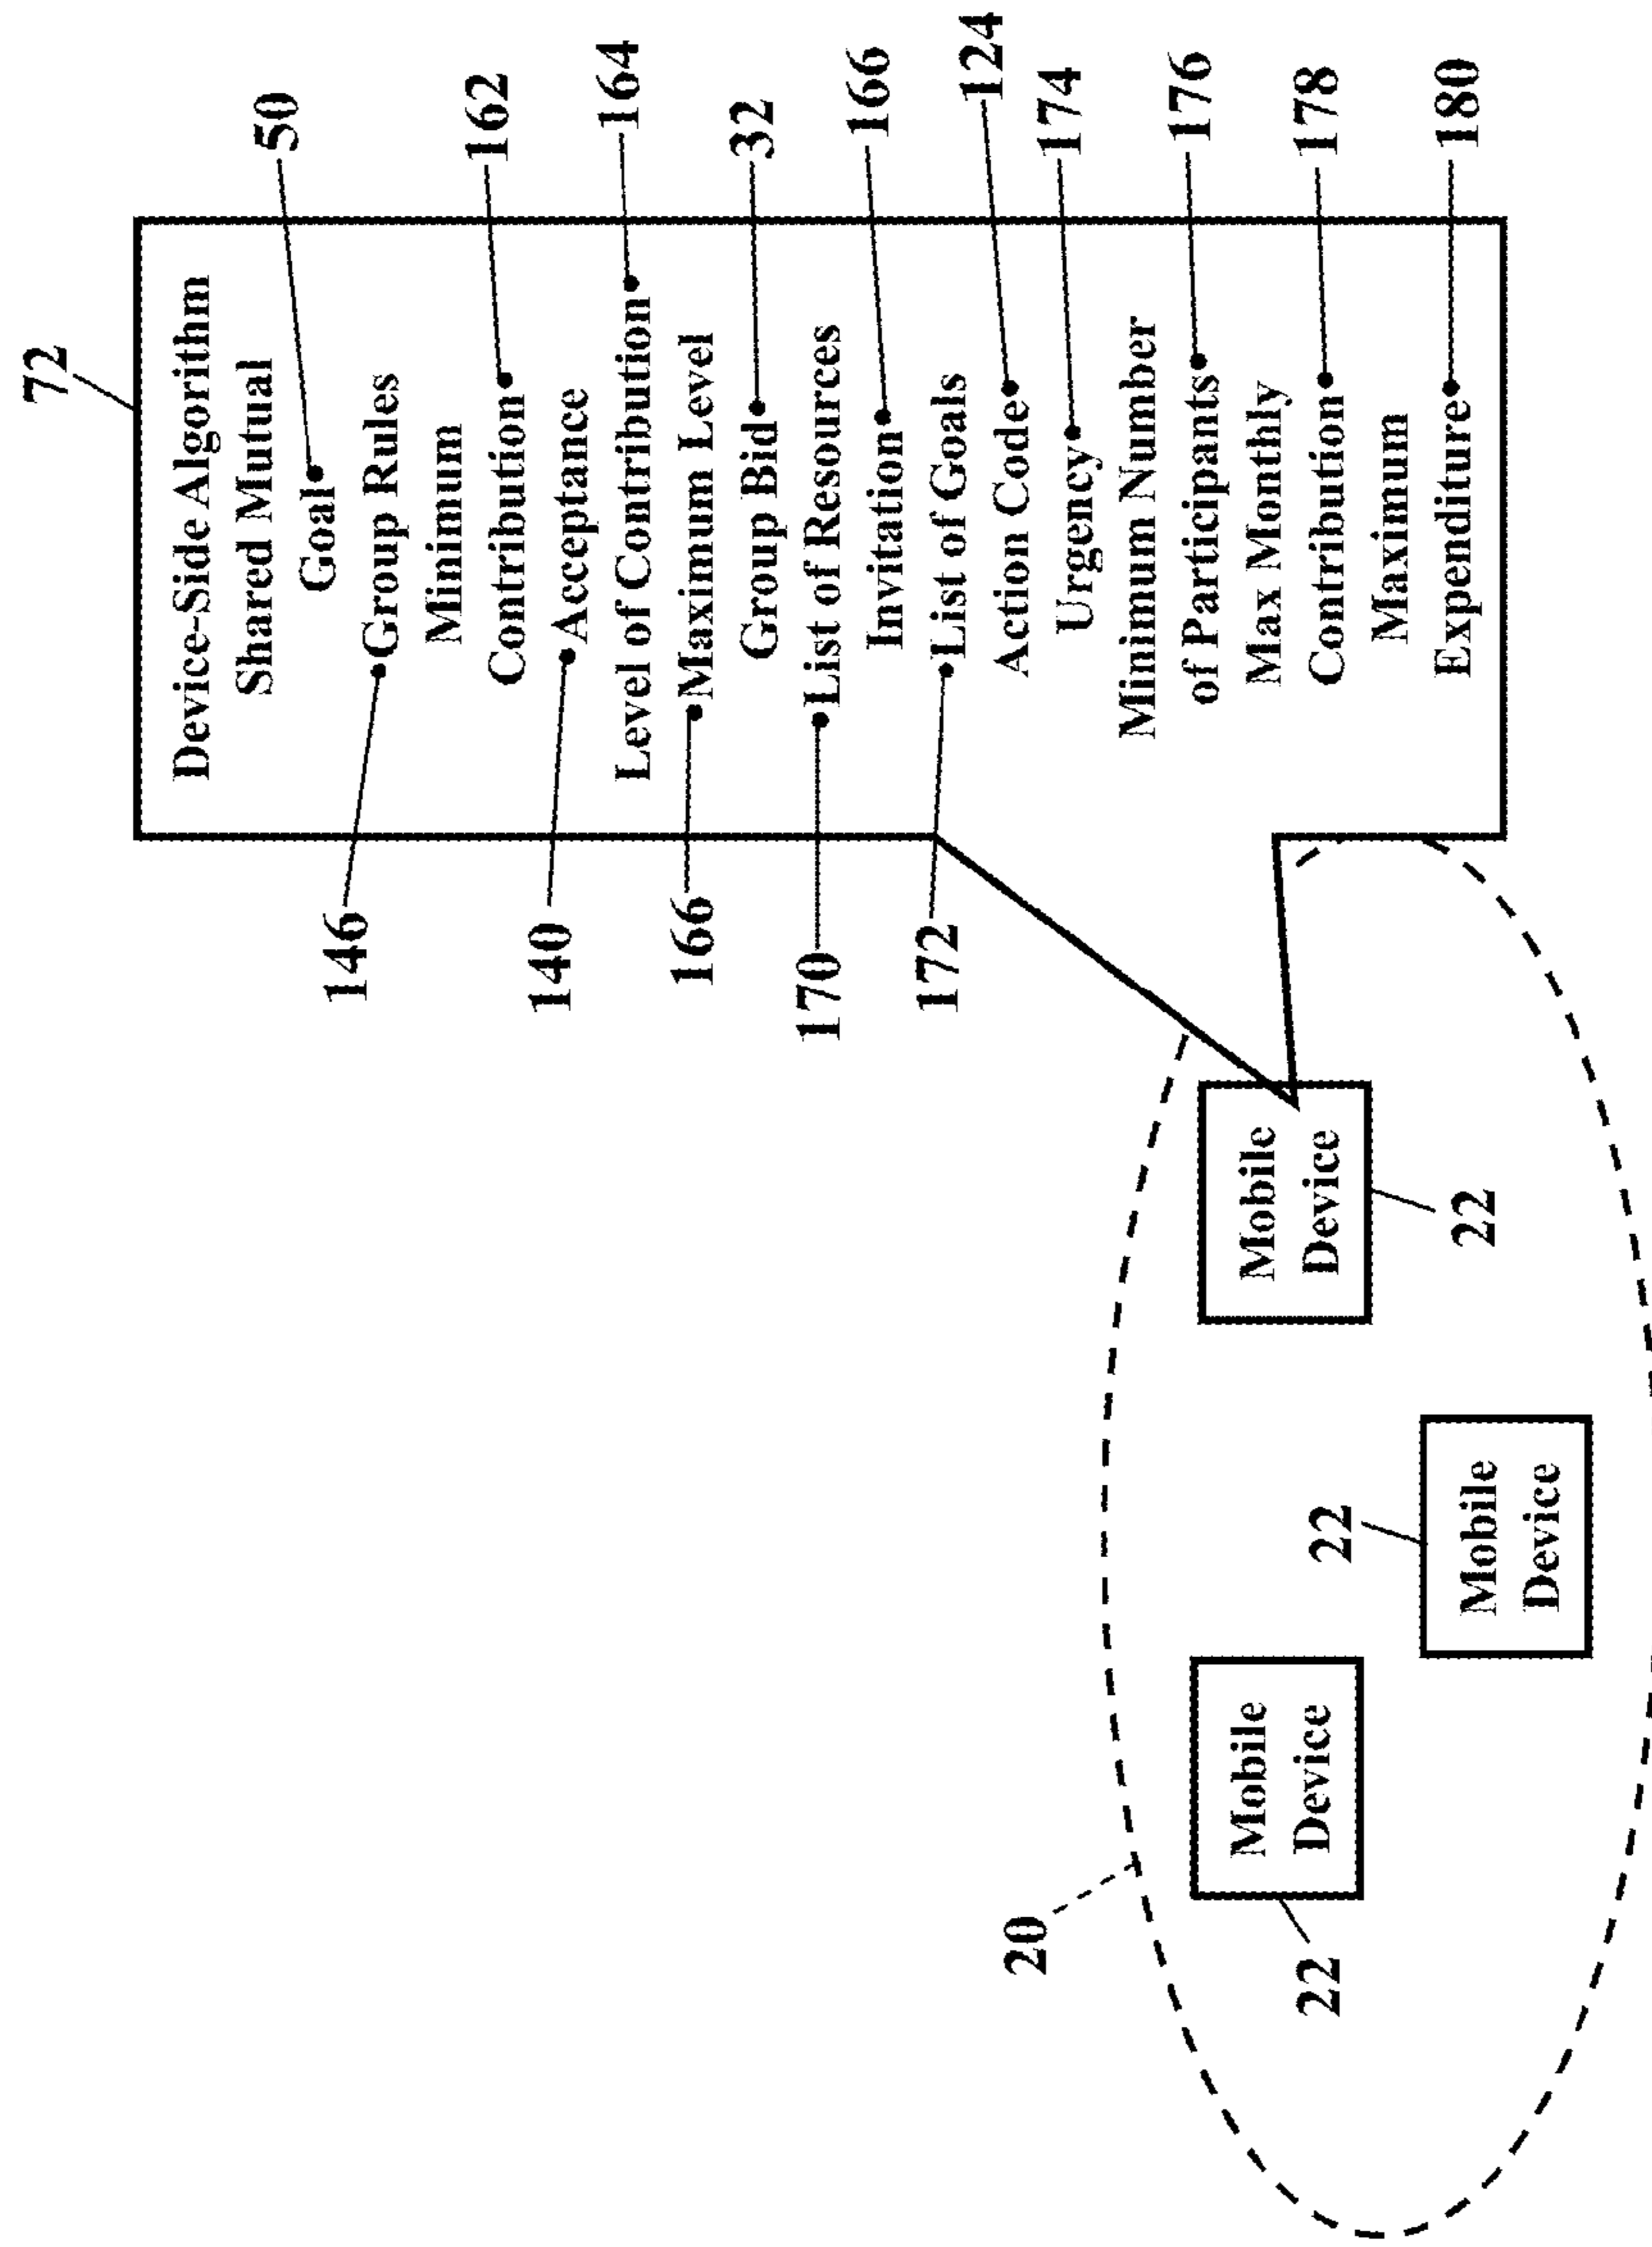 72
Device-Side Algorithm
Shared Mutual
Goal
50
146
Group Rules
Minimum
Contribution
162
140
Acceptance
Level of Contribution
164
166
Maximum Level
Group Bid
32
170
List of Resources
Invitation
166
172
List of Goals
Action Code
124
Urgency
174
Minimum Number
of Participants
176
Max Monthly
Contribution
178
Maximum
Expenditure
180
20
Mobile
Device
22
Mobile
Device
22
Mobile
Device
22